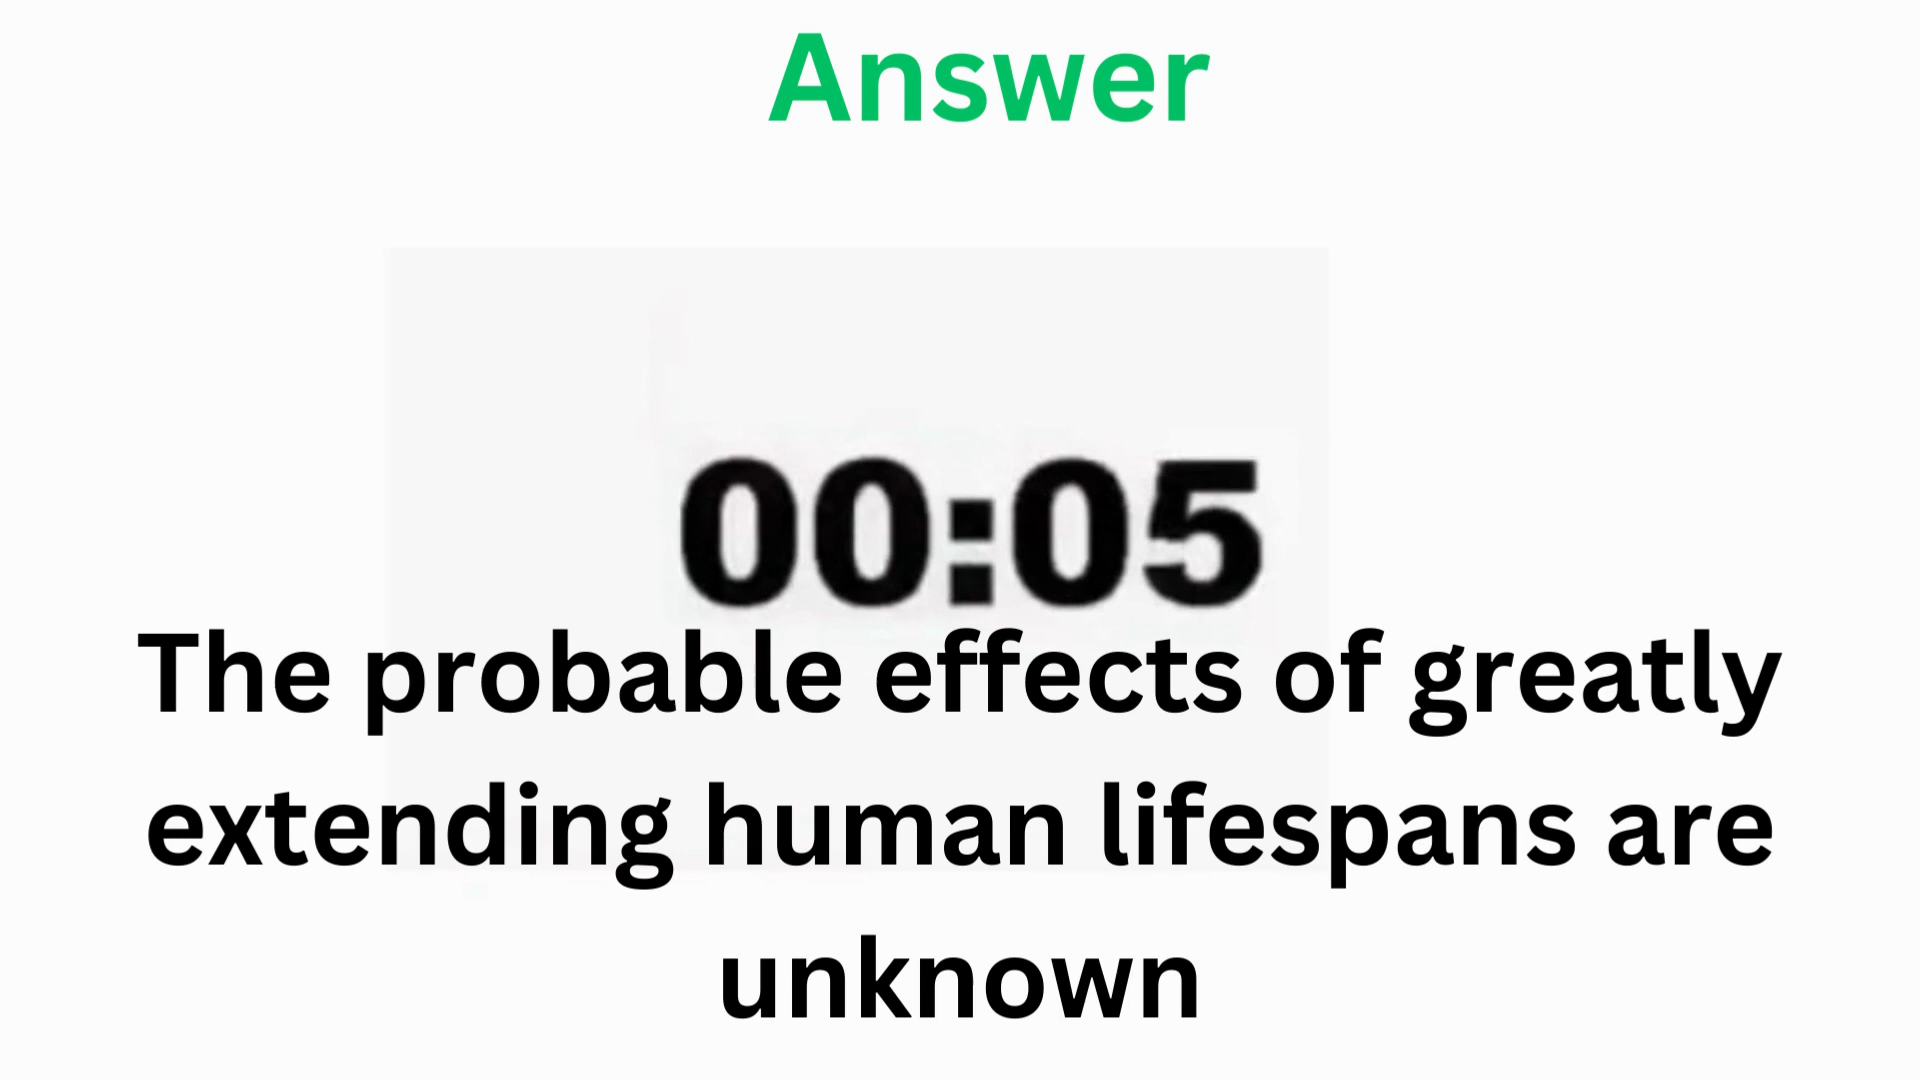 Answer
00:05
The probable effects of greatly
extending human lifespans are
unknown